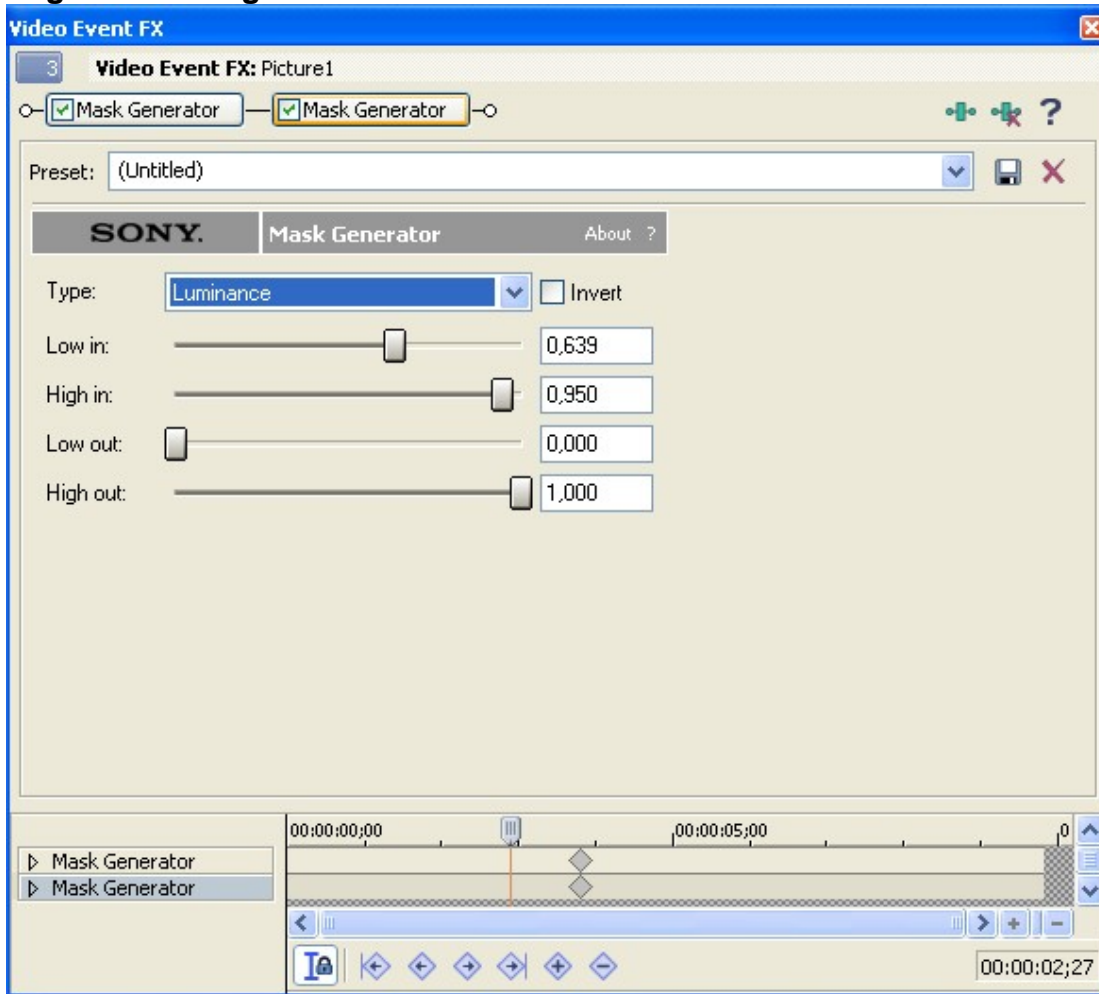 Video Event FX
3 Video Event FX: Picture1
Mask Generator Mask Generator ?
Preset: (Untitled)
SONY. Mask Generator About ?
Type: Luminance Invert
Low in: 0,639
High in: 0,950
Low out: 0,000
High out: 1,000
00:00:00;00 00:00:05;00 0
Mask Generator
Mask Generator
00:00:02;27